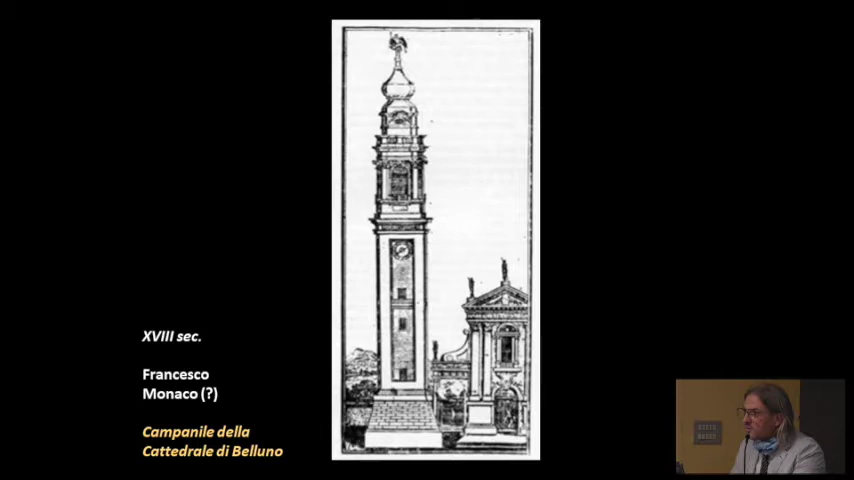 XVIII sec.
Francesco
Monaco (?)
Campanile della
Cattedrale di Belluno